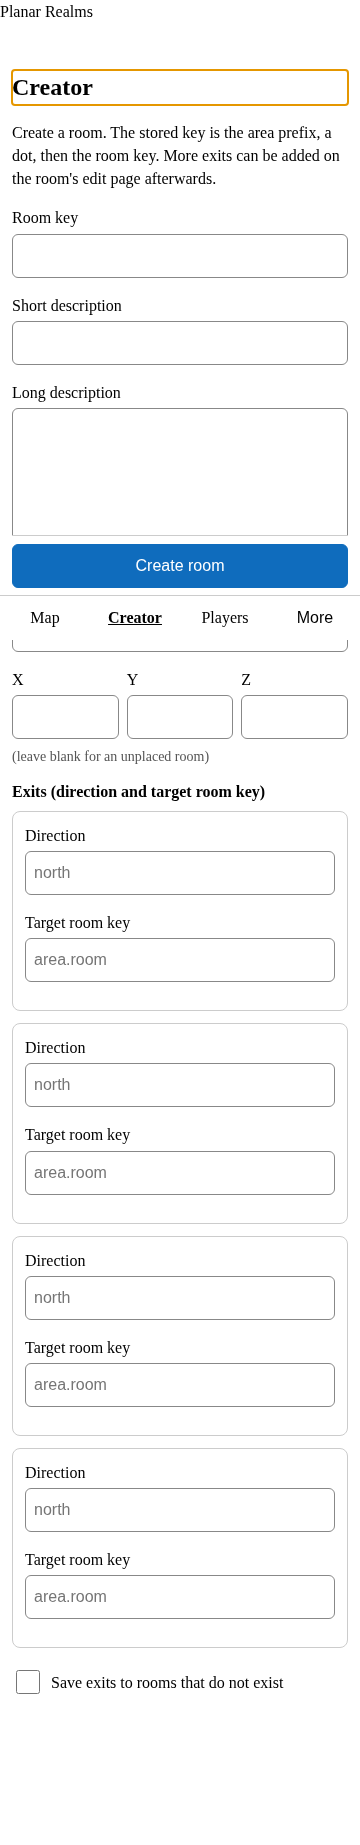 Planar Realms
Creator
Create a room. The stored key is the area prefix, a
dot, then the room key. More exits can be added on
the room's edit page afterwards.
Room key
Short description
Long description
Create room
Map Creator Players More
X Y Z
(leave blank for an unplaced room)
Exits (direction and target room key)
Direction
north
Target room key
area.room
Direction
north
Target room key
area.room
Direction
north
Target room key
area.room
Direction
north
Target room key
area.room
Save exits to rooms that do not exist